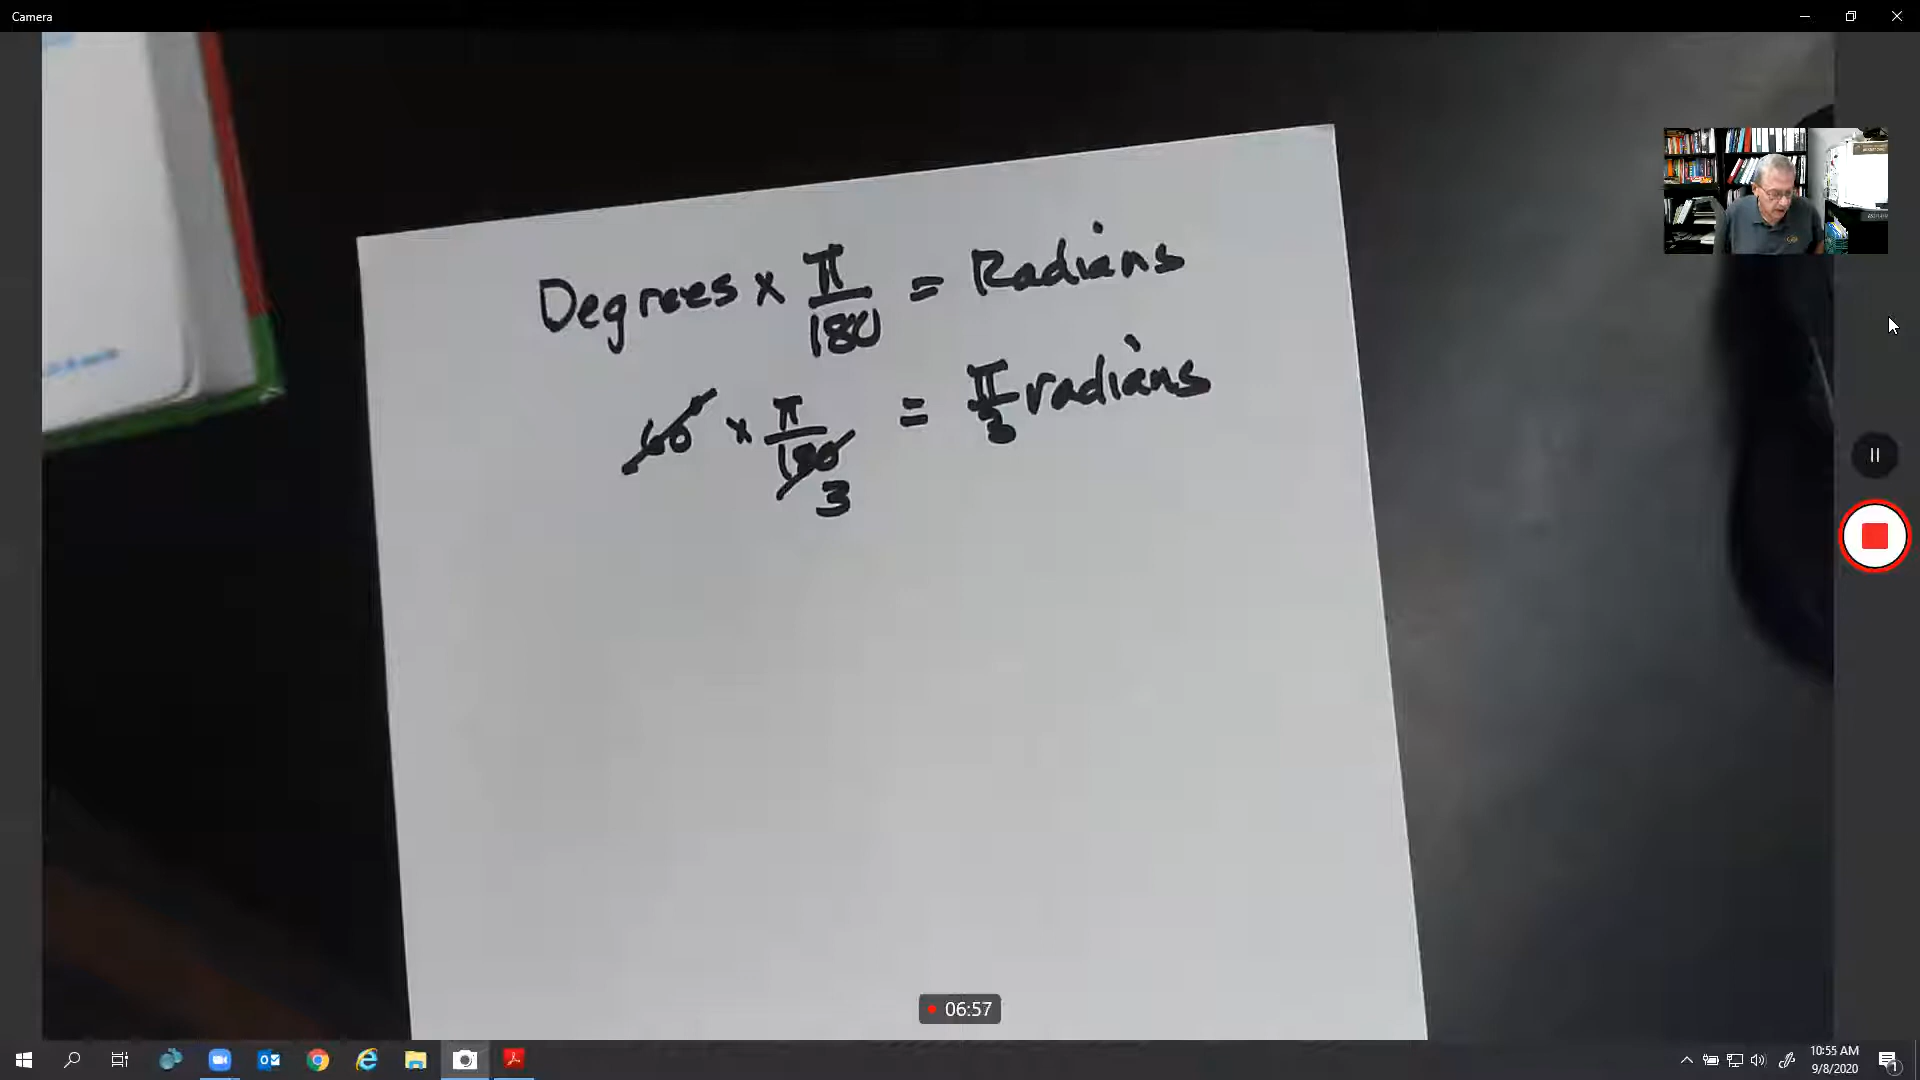 Camera
Degrees x π/180 = Radians
60 x π/180 = π/3 radians
3
06:57
10:55 AM
9/8/2020